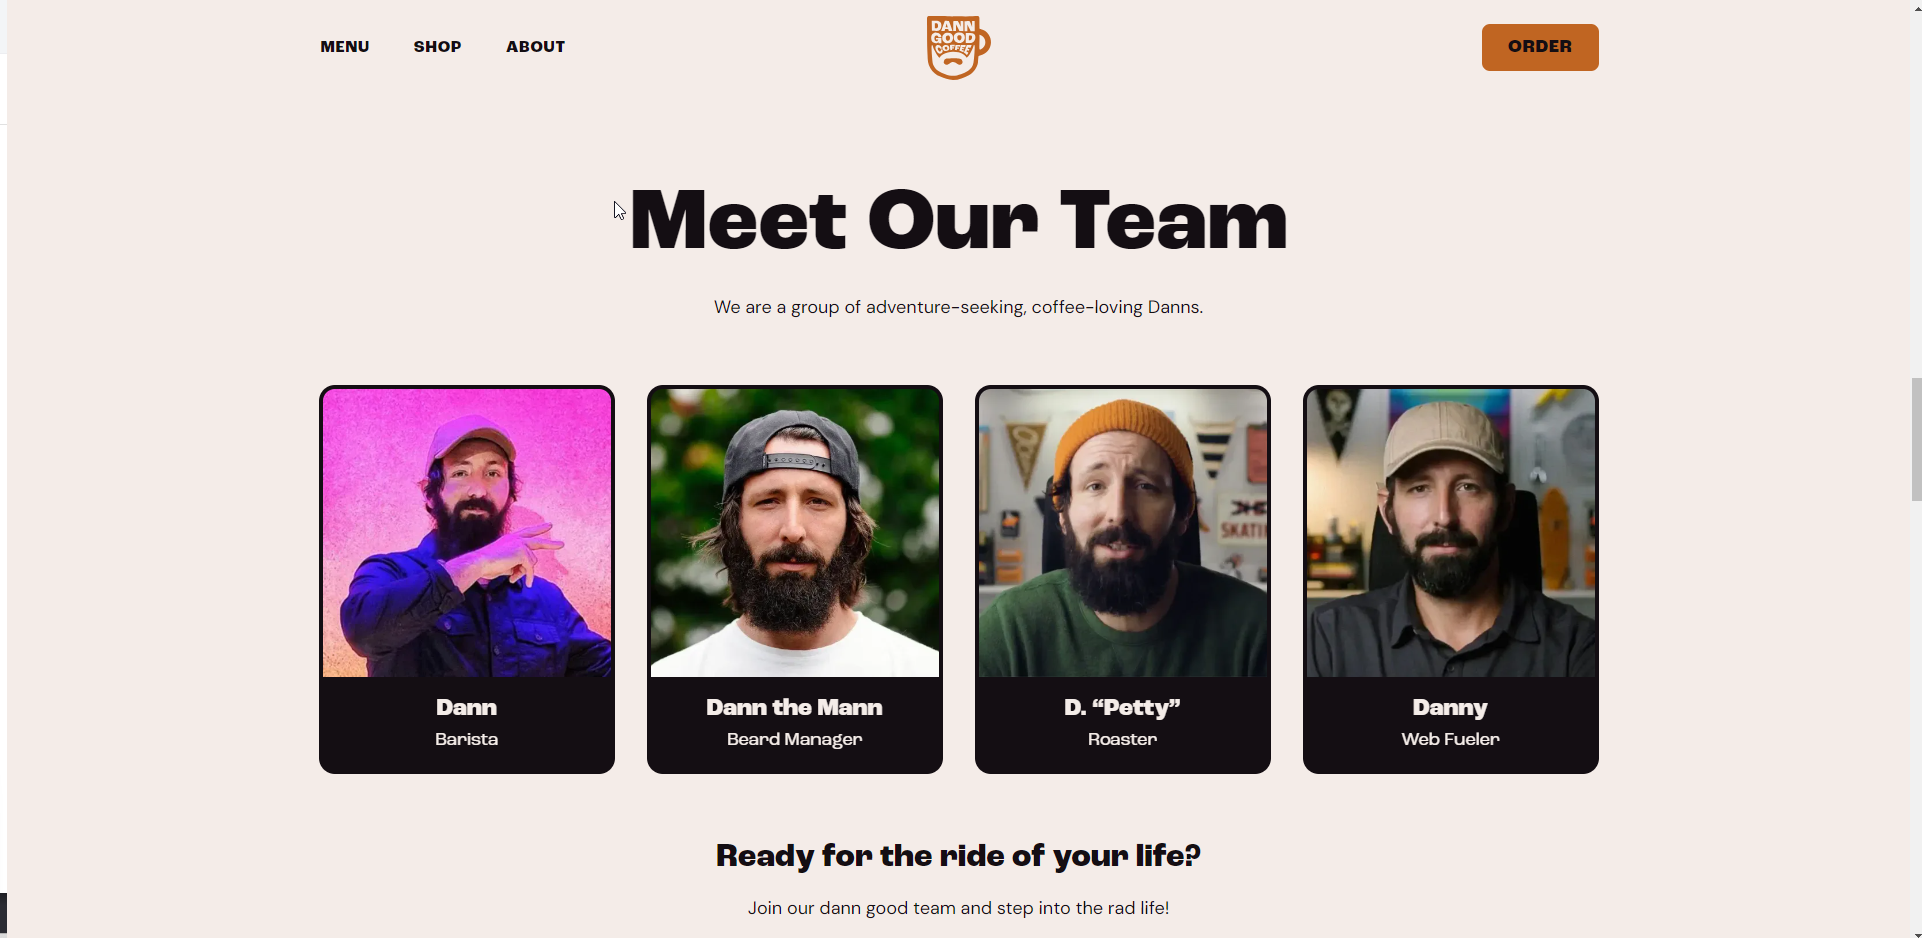 MENU SHOP ABOUT
DANN
GOOD
COFFEE
ORDER
Meet Our Team
We are a group of adventure-seeking, coffee-loving Danns.
SKATI
Dann
Barista
Dann the Mann
Beard Manager
D. “Petty”
Roaster
Danny
Web Fueler
Ready for the ride of your life?
Join our dann good team and step into the rad life!